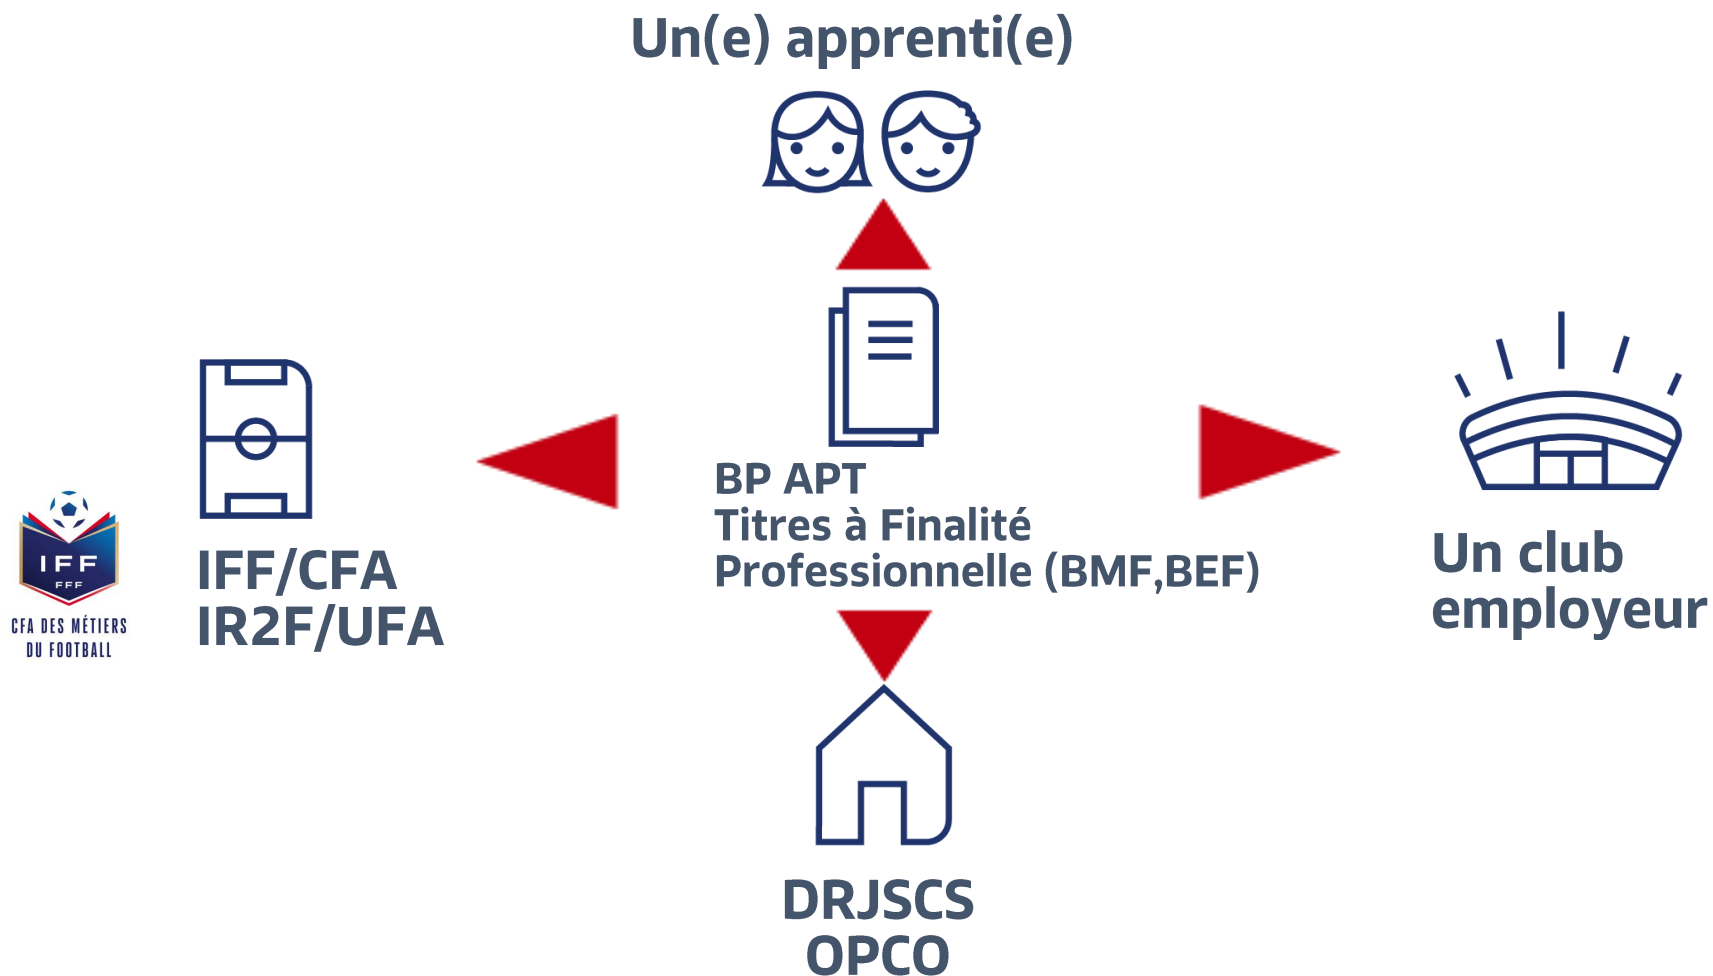 Un(e) apprenti(e)
BP APT
Titres à Finalité
Professionnelle (BMF,BEF)
IFF/CFA
IR2F/UFA
IFF
FFF
CFA DES MÉTIERS
DU FOOTBALL
Un club
employeur
DRJSCS
OPCO